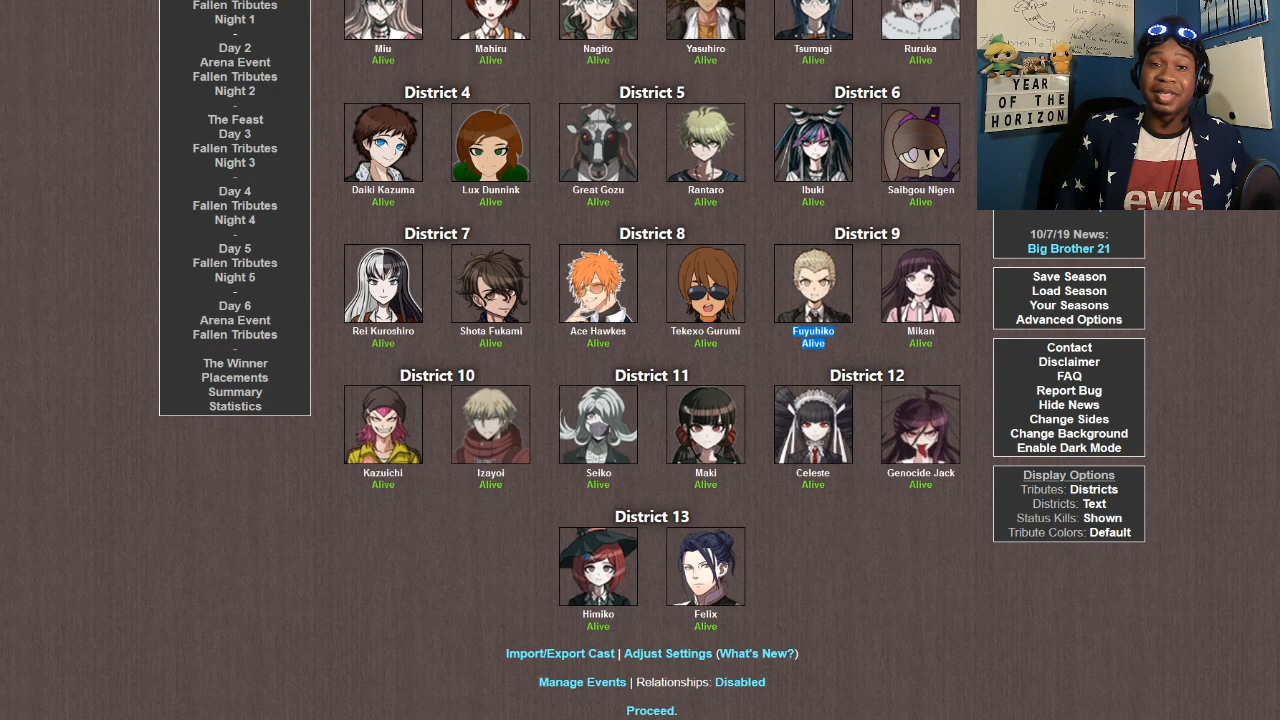 Fallen Tributes
Night 1
-
Day 2
Arena Event
Fallen Tributes
Night 2
-
The Feast
Day 3
Fallen Tributes
Night 3
-
Day 4
Fallen Tributes
Night 4
-
Day 5
Fallen Tributes
Night 5
-
Day 6
Arena Event
Fallen Tributes
-
The Winner
Placements
Summary
Statistics
Miu Mahiru Nagito Yasuhiro Tsumugi Ruruka
Alive Alive Alive Alive Alive Alive
District 4 District 5 District 6
Daiki Kazuma Lux Dunnink Great Gozu Rantaro Ibuki Saibgou Nigen
Alive Alive Alive Alive Alive Alive
District 7 District 8 District 9
Rei Kuroshiro Shota Fukami Ace Hawkes Tekexo Gurumi Fuyuhiko Mikan
Alive Alive Alive Alive Alive Alive
District 10 District 11 District 12
Kazuichi Izayoi Seiko Maki Celeste Genocide Jack
Alive Alive Alive Alive Alive Alive
District 13
Himiko Felix
Alive Alive
Import/Export Cast | Adjust Settings (What's New?)
Manage Events | Relationships: Disabled
Proceed.
YEAR
OF THE
HORIZON
LEVI'S
10/7/19 News:
Big Brother 21
Save Season
Load Season
Your Seasons
Advanced Options
Contact
Disclaimer
FAQ
Report Bug
Hide News
Change Sides
Change Background
Enable Dark Mode
Display Options
Tributes: Districts
Districts: Text
Status Kills: Shown
Tribute Colors: Default